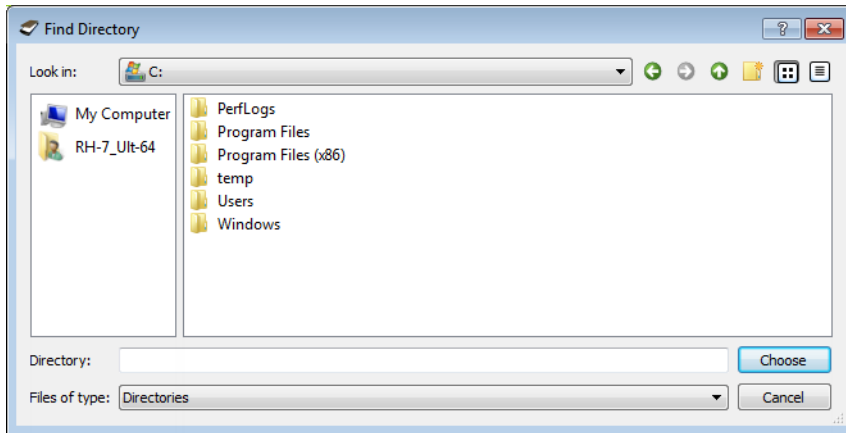 Find Directory
Look in: C:
My Computer
RH-7_Ult-64
PerfLogs
Program Files
Program Files (x86)
temp
Users
Windows
Directory: Choose
Files of type: Directories Cancel